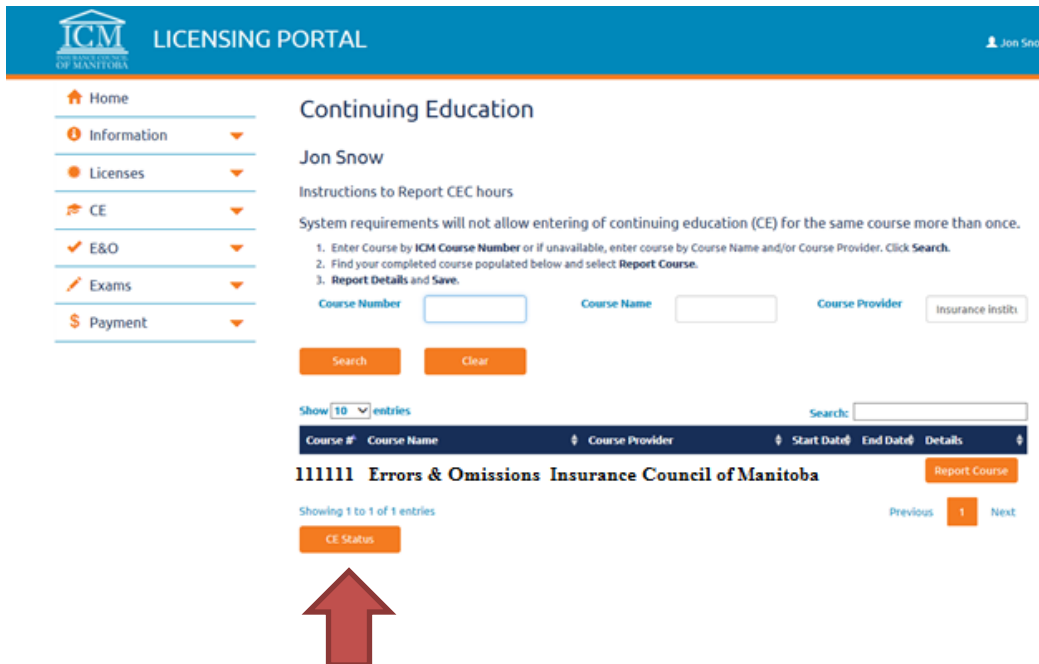 ICM
INSURANCE COUNCIL
OF MANITOBA
LICENSING PORTAL
Jon Sno
Home
Information
Licenses
CE
E&O
Exams
$ Payment
Continuing Education
Jon Snow
Instructions to Report CEC hours
System requirements will not allow entering of continuing education (CE) for the same course more than once.
1. Enter Course by ICM Course Number or if unavailable, enter course by Course Name and/or Course Provider. Click Search.
2. Find your completed course populated below and select Report Course.
3. Report Details and Save.
Course Number Course Name Course Provider Insurance institu
Search Clear
Show 10 entries Search:
Course # Course Name Course Provider Start Date End Date Details
111111 Errors & Omissions Insurance Council of Manitoba Report Course
Showing 1 to 1 of 1 entries Previous 1 Next
CE Status